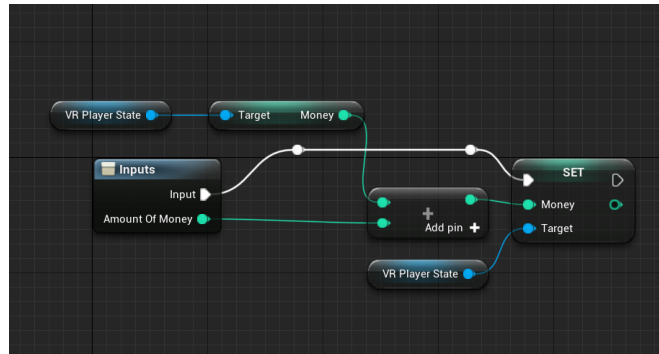 VR Player State
Target Money
Inputs
Input
Amount Of Money
+
Add pin +
SET
Money
Target
VR Player State